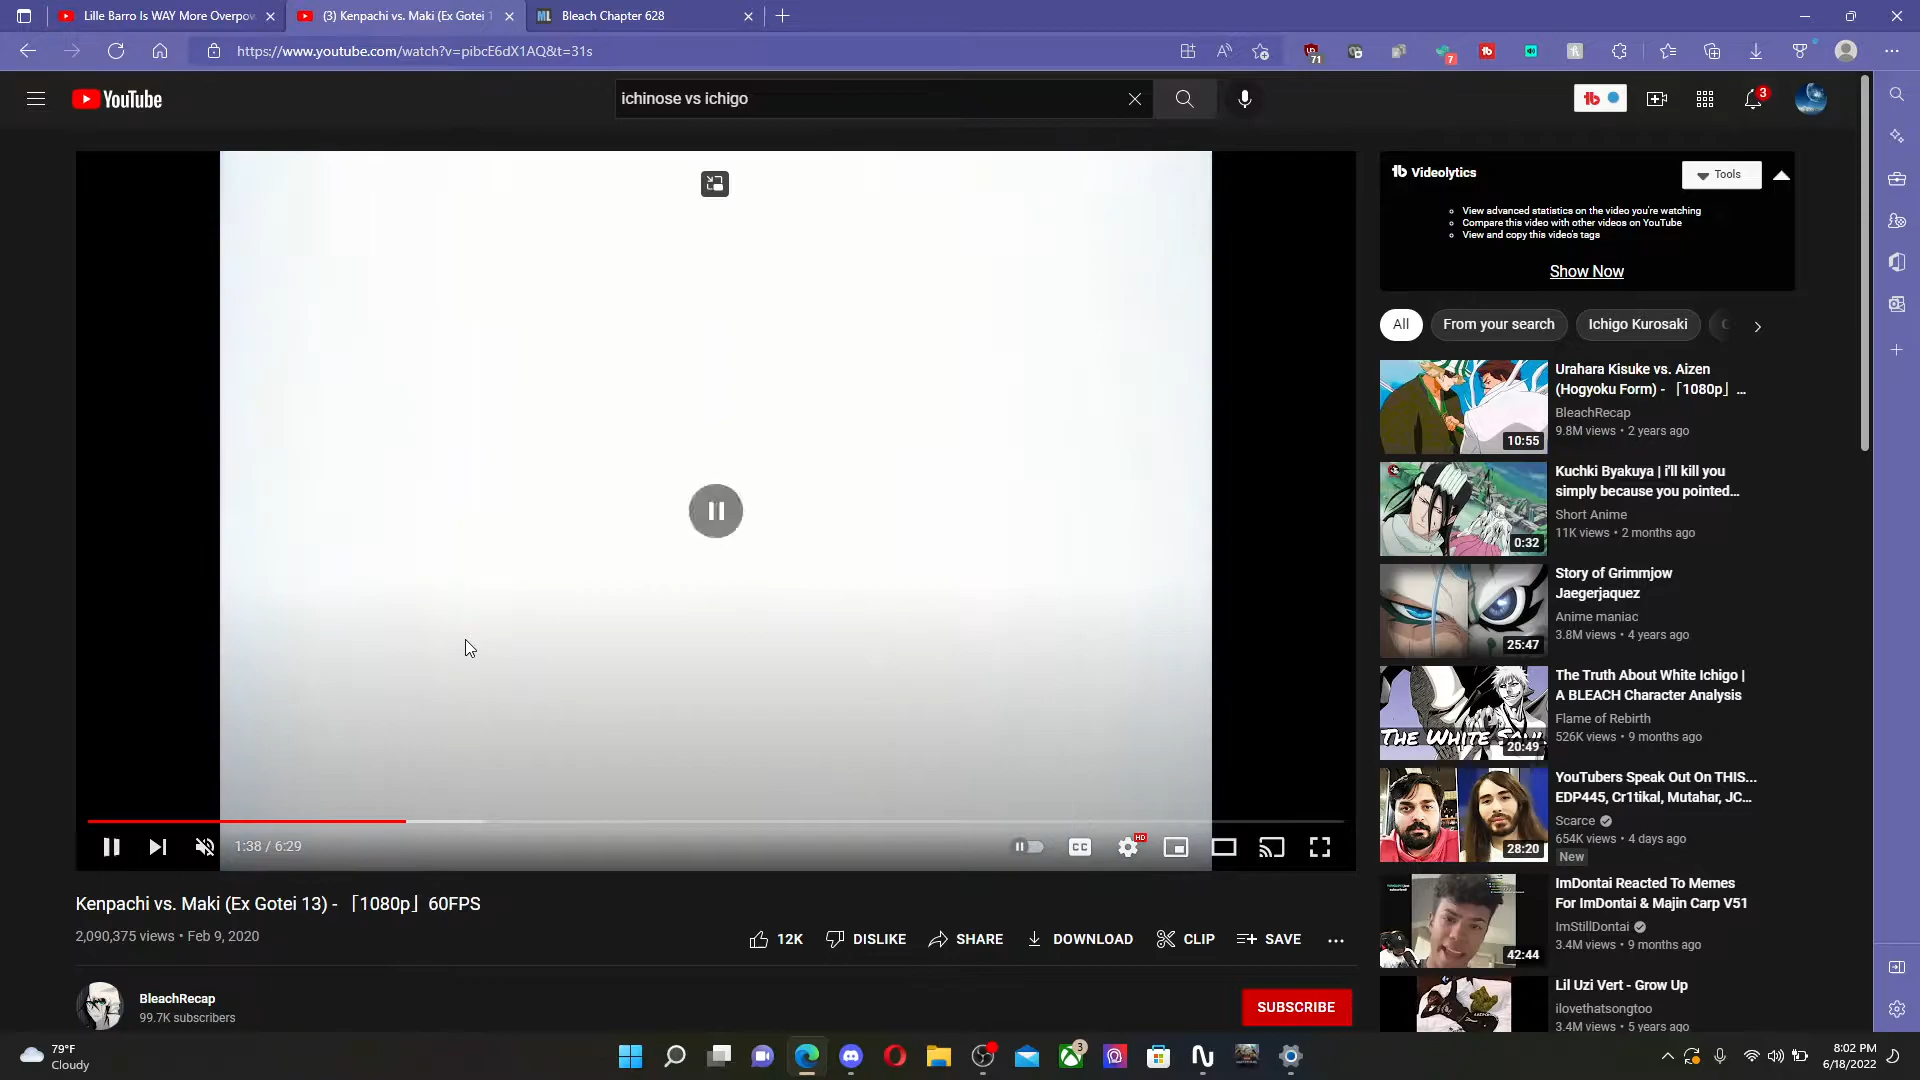 Lille Barro Is WAY More Overpow
(3) Kenpachi vs. Maki (Ex Gotei 1
ML Bleach Chapter 628
https://www.youtube.com/watch?v=pibcE6dX1AQ&t=31s
71
7
YouTube
ichinose vs ichigo
3
Videolytics
Tools
View advanced statistics on the video you're watching
Compare this video with other videos on YouTube
View and copy this video's tags
Show Now
All
From your search
Ichigo Kurosaki
Urahara Kisuke vs. Aizen
(Hogyoku Form) - 「1080p」 ...
BleachRecap
9.8M views • 2 years ago
10:55
Kuchki Byakuya | i'll kill you
simply because you pointed...
Short Anime
11K views • 2 months ago
0:32
Story of Grimmjow
Jaegerjaquez
Anime maniac
3.8M views • 4 years ago
25:47
The Truth About White Ichigo |
A BLEACH Character Analysis
Flame of Rebirth
526K views • 9 months ago
THE WHITE
20:49
YouTubers Speak Out On THIS...
EDP445, Cr1tikal, Mutahar, JC...
Scarce
654K views • 4 days ago
New
28:20
ImDontai Reacted To Memes
For ImDontai & Majin Carp V51
ImStillDontai
3.4M views • 9 months ago
42:44
Lil Uzi Vert - Grow Up
ilovethatsongtoo
3.4M views • 5 years ago
1:38 / 6:29
CC
HD
Kenpachi vs. Maki (Ex Gotei 13) - 「1080p」 60FPS
2,090,375 views • Feb 9, 2020
12K
DISLIKE
SHARE
DOWNLOAD
CLIP
SAVE
BleachRecap
99.7K subscribers
SUBSCRIBE
79°F
Cloudy
3
8:02 PM
6/18/2022